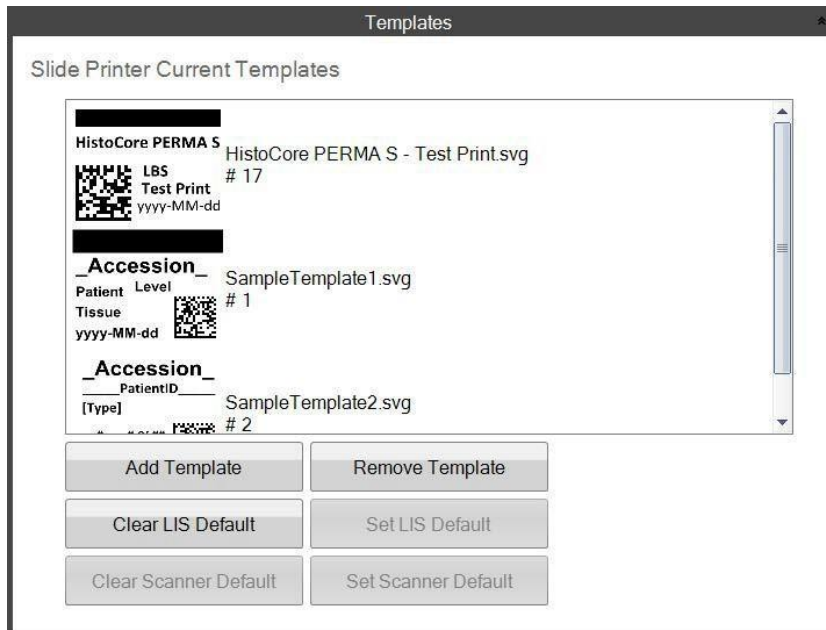 Templates
Slide Printer Current Templates
HistoCore PERMA S
LBS
Test Print
yyyy-MM-dd
HistoCore PERMA S - Test Print.svg
# 17
_Accession_
Patient Level
Tissue
yyyy-MM-dd
SampleTemplate1.svg
# 1
_Accession_
_____PatientID_____
[Type]
SampleTemplate2.svg
# 2
Add Template
Remove Template
Clear LIS Default
Set LIS Default
Clear Scanner Default
Set Scanner Default